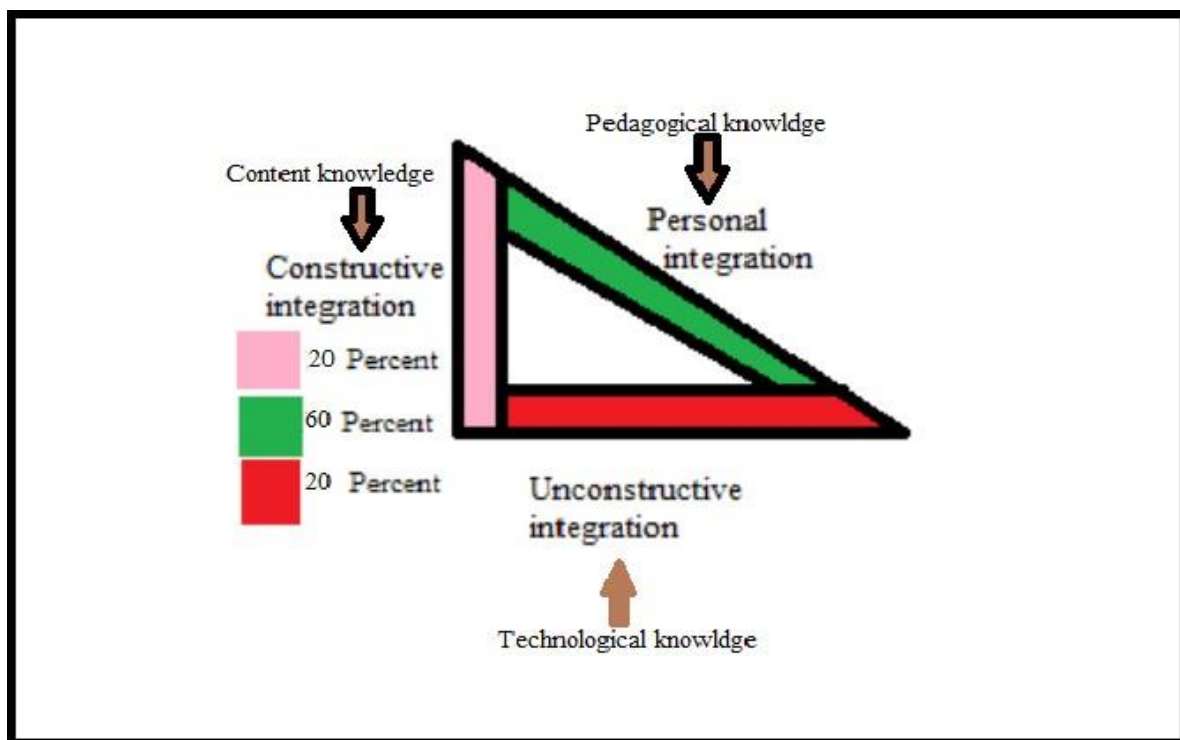 Pedagogical knowldge
Content knowledge
Personal
integration
Constructive
integration
20 Percent
60 Percent
20 Percent
Unconstructive
integration
Technological knowldge